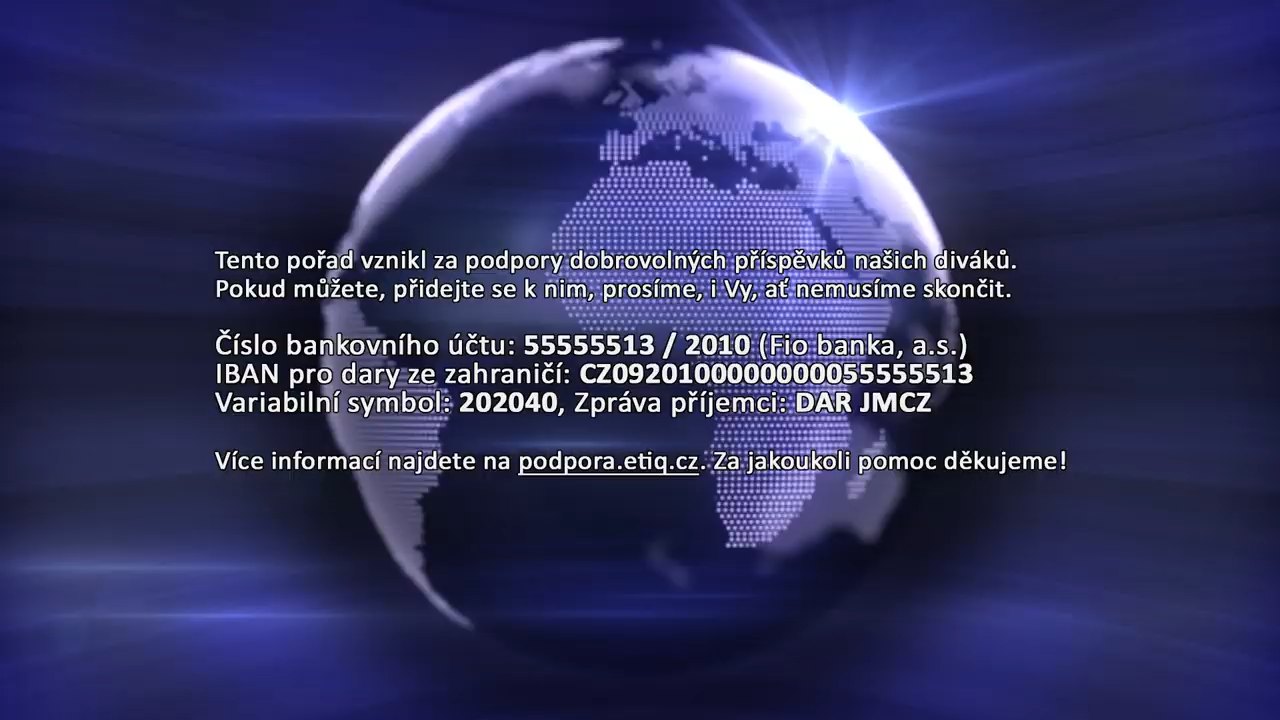 Tento pořad vznikl za podpory dobrovolných příspěvků našich diváků.
Pokud můžete, přidejte se k nim, prosíme, i Vy, ať nemusíme skončit.
Číslo bankovního účtu: 55555513 / 2010 (Fio banka, a.s.)
IBAN pro dary ze zahraničí: CZ0920100000000055555513
Variabilní symbol: 202040, Zpráva příjemci: DAR JMCZ
Více informací najdete na podpora.etiq.cz. Za jakoukoli pomoc děkujeme!